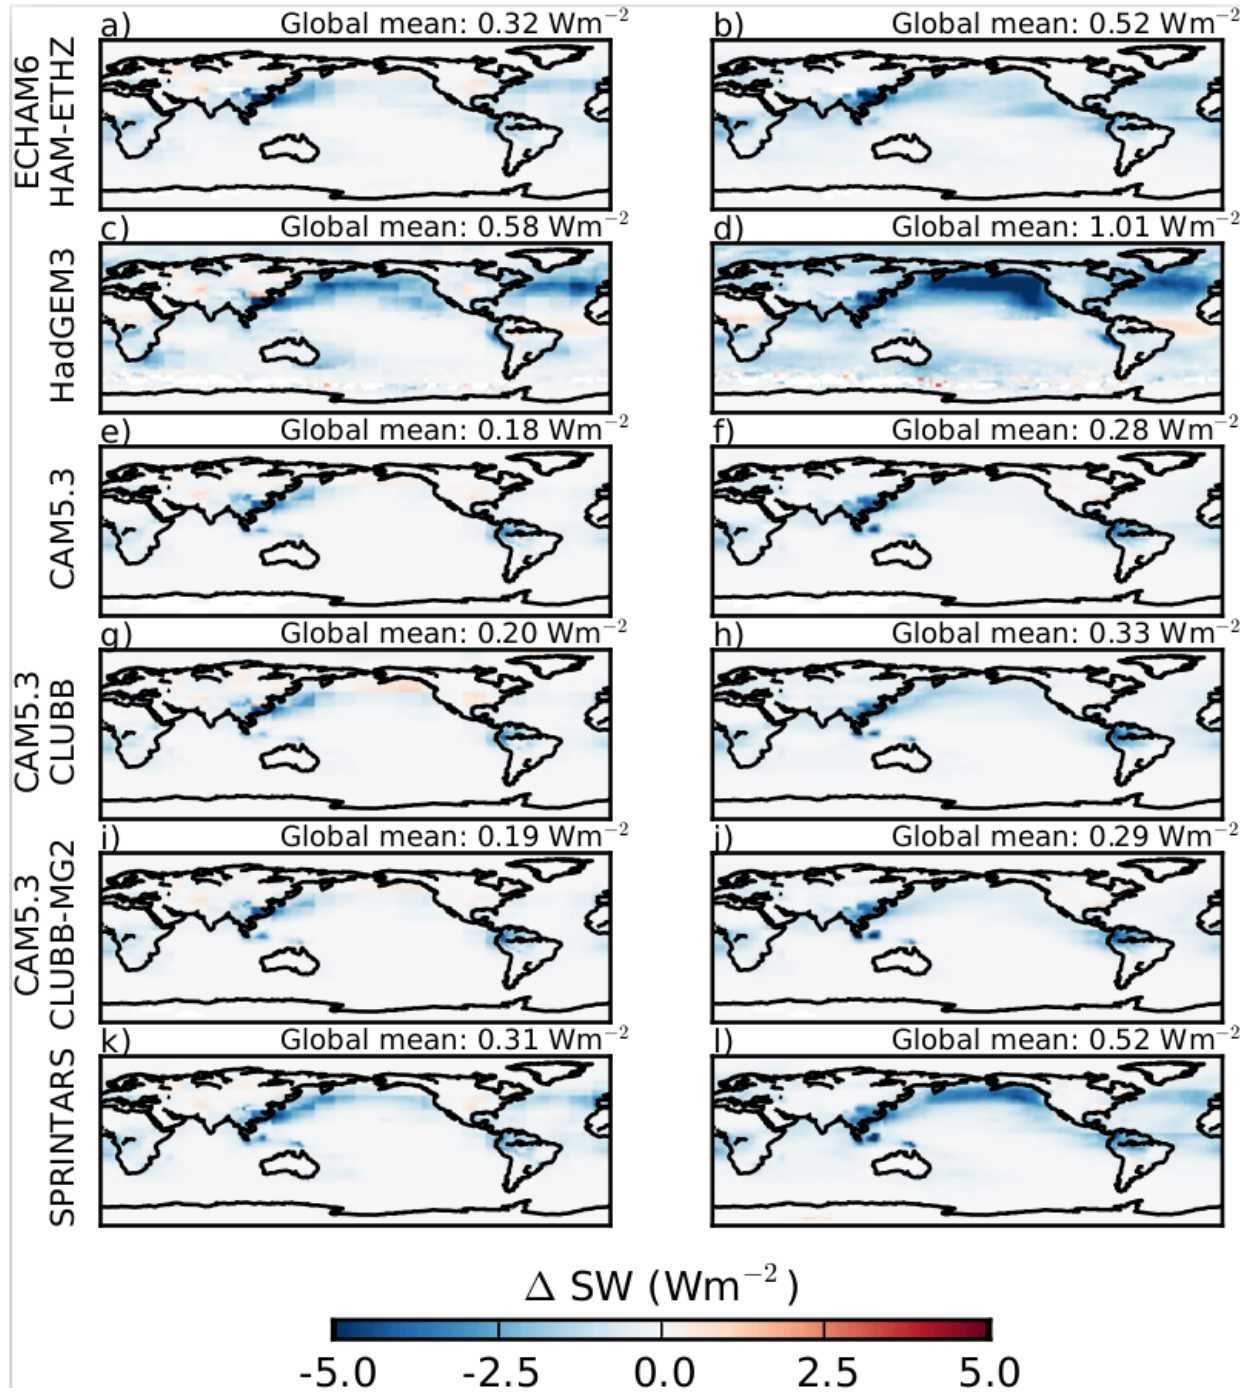 a) Global mean: 0.32 Wm⁻²
b) Global mean: 0.52 Wm⁻²
ECHAM6
HAM-ETHZ
c) Global mean: 0.58 Wm⁻²
d) Global mean: 1.01 Wm⁻²
HadGEM3
e) Global mean: 0.18 Wm⁻²
f) Global mean: 0.28 Wm⁻²
CAM5.3
g) Global mean: 0.20 Wm⁻²
h) Global mean: 0.33 Wm⁻²
CAM5.3
CLUBB
i) Global mean: 0.19 Wm⁻²
j) Global mean: 0.29 Wm⁻²
CAM5.3
CLUBB-MG2
k) Global mean: 0.31 Wm⁻²
l) Global mean: 0.52 Wm⁻²
SPRINTARS
Δ SW (Wm⁻²)
-5.0 -2.5 0.0 2.5 5.0